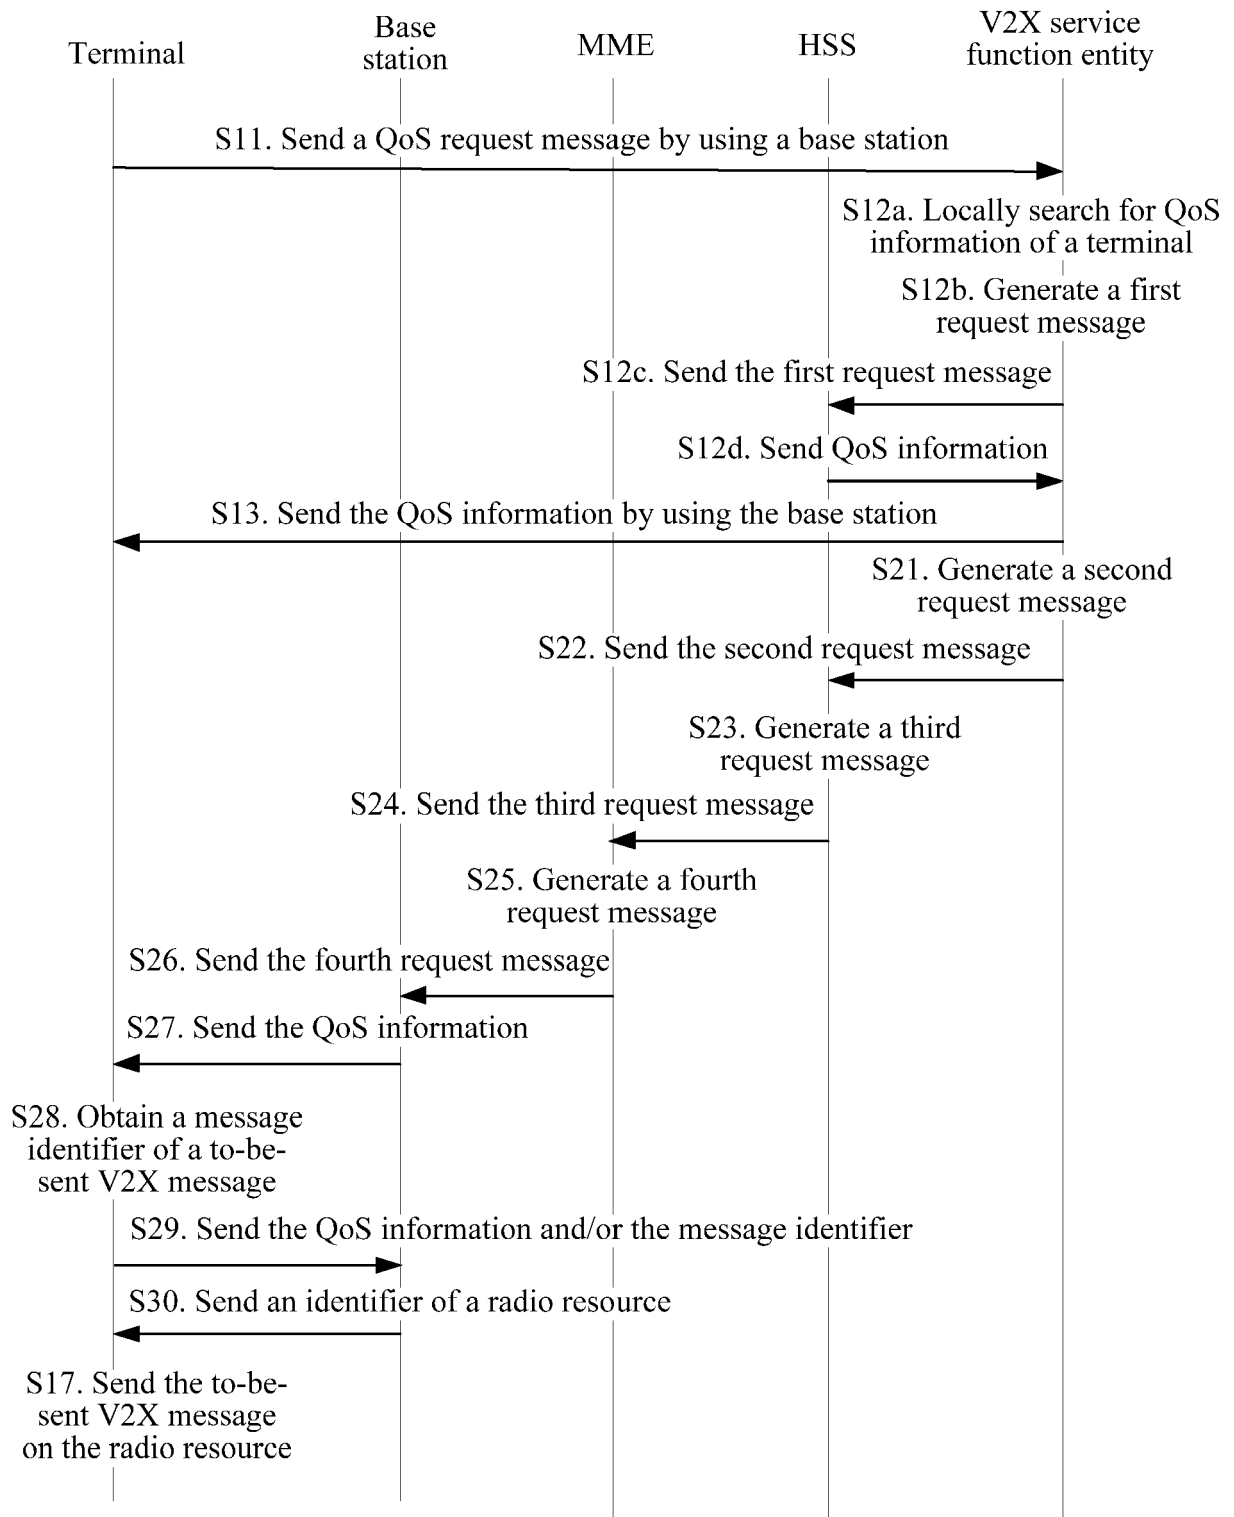 Terminal
Base
station
MME
HSS
V2X service
function entity
S11. Send a QoS request message by using a base station
S12a. Locally search for QoS
information of a terminal
S12b. Generate a first
request message
S12c. Send the first request message
S12d. Send QoS information
S13. Send the QoS information by using the base station
S21. Generate a second
request message
S22. Send the second request message
S23. Generate a third
request message
S24. Send the third request message
S25. Generate a fourth
request message
S26. Send the fourth request message
S27. Send the QoS information
S28. Obtain a message
identifier of a to-be-
sent V2X message
S29. Send the QoS information and/or the message identifier
S30. Send an identifier of a radio resource
S17. Send the to-be-
sent V2X message
on the radio resource